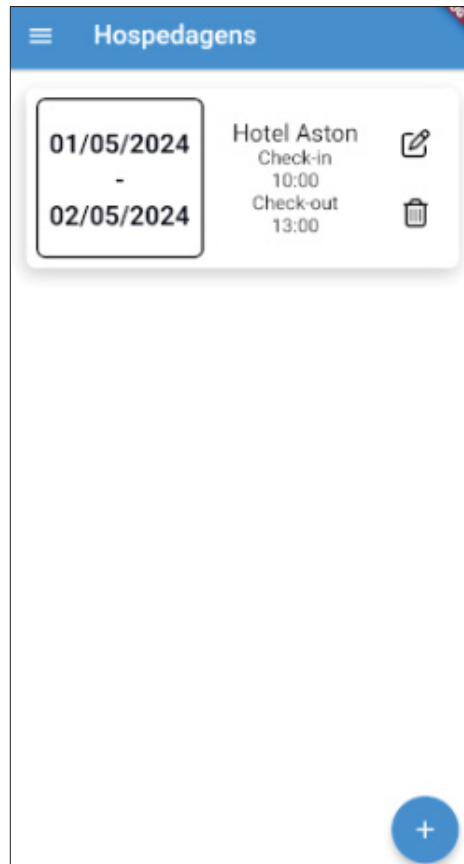 Hospedagens
01/05/2024
-
02/05/2024
Hotel Aston
Check-in
10:00
Check-out
13:00
+